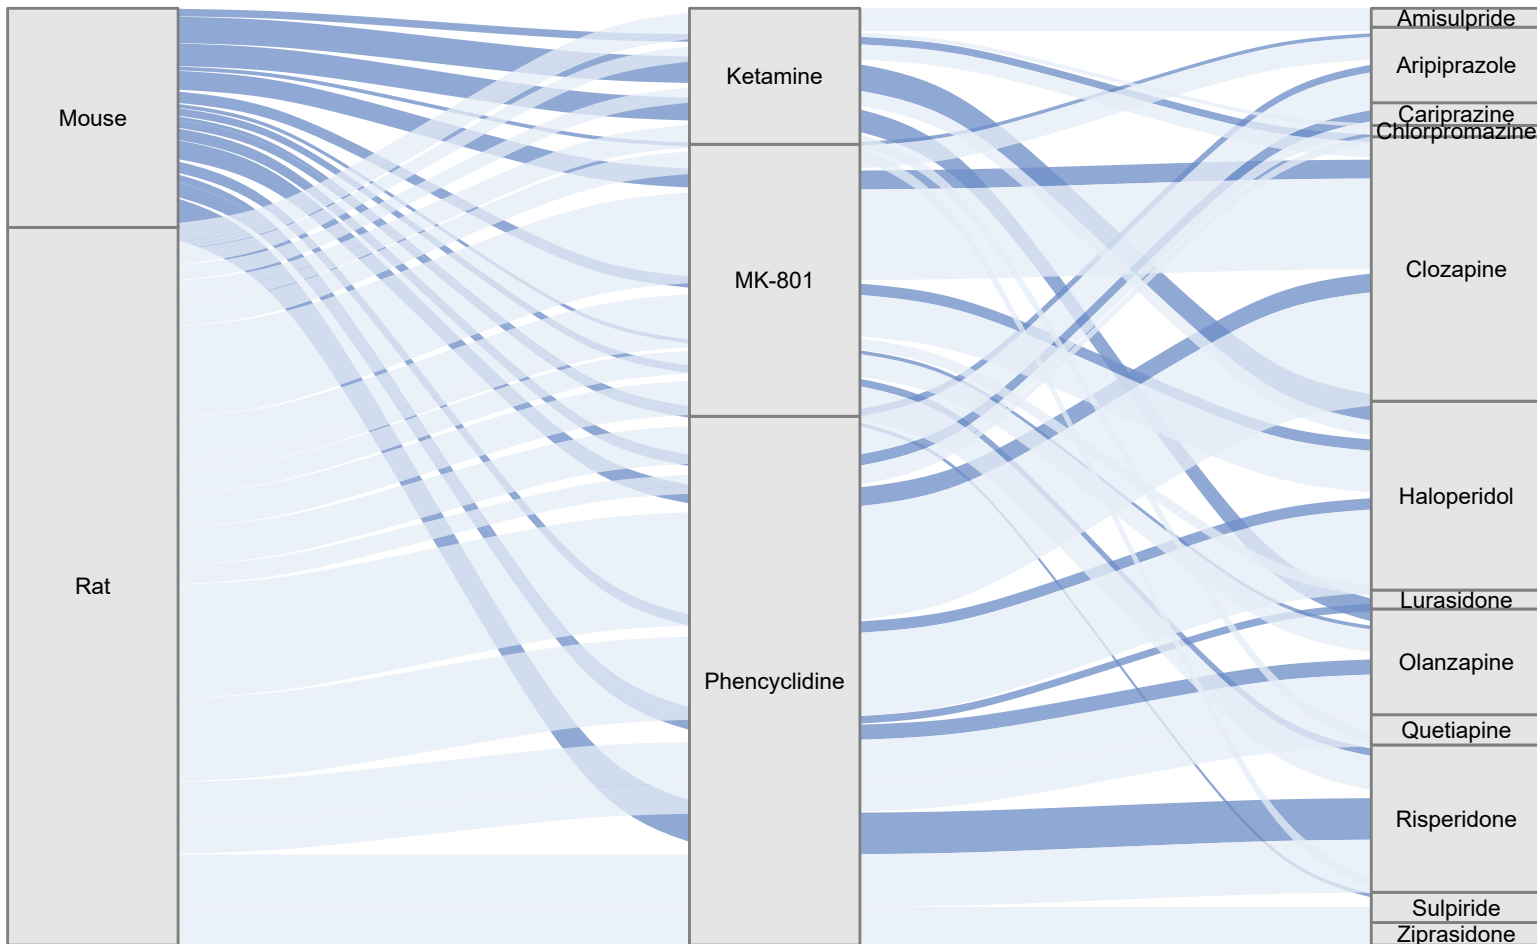 Mouse
Rat
Ketamine
MK-801
Phencyclidine
Amisulpride
Aripiprazole
Cariprazine
Chlorpromazine
Clozapine
Haloperidol
Lurasidone
Olanzapine
Quetiapine
Risperidone
Sulpiride
Ziprasidone